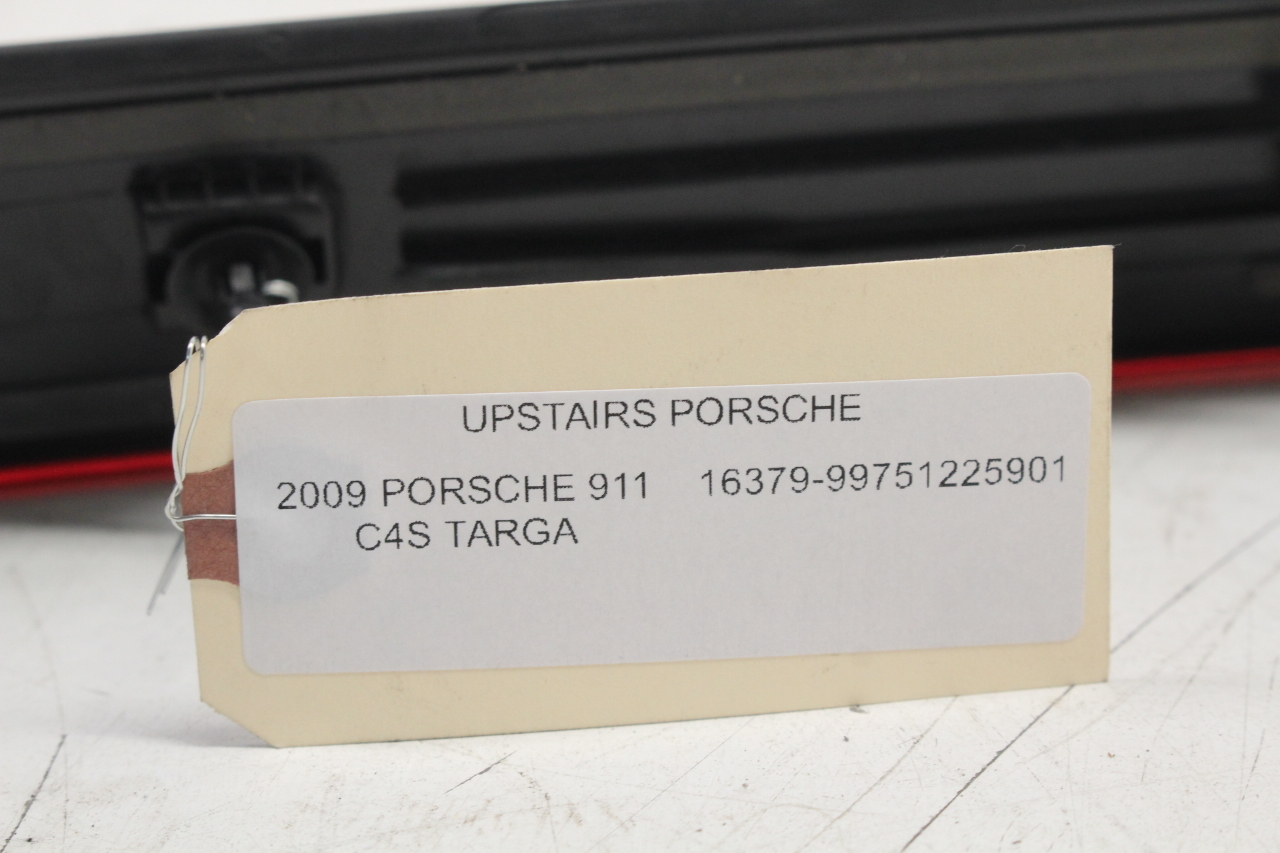 UPSTAIRS PORSCHE
2009 PORSCHE 911 16379-99751225901
C4S TARGA